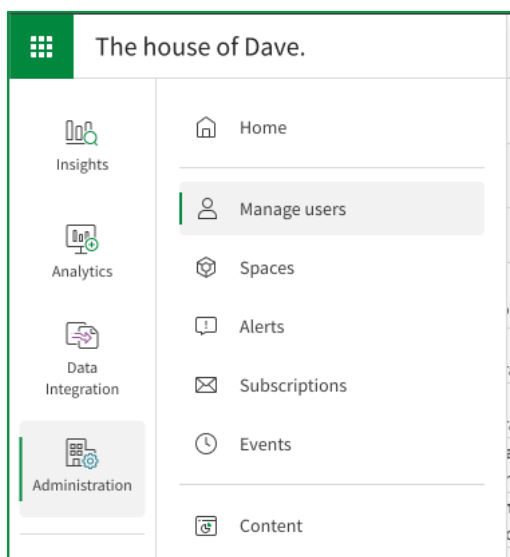 The house of Dave.
Insights
Analytics
Data
Integration
Administration
Home
Manage users
Spaces
Alerts
Subscriptions
Events
Content